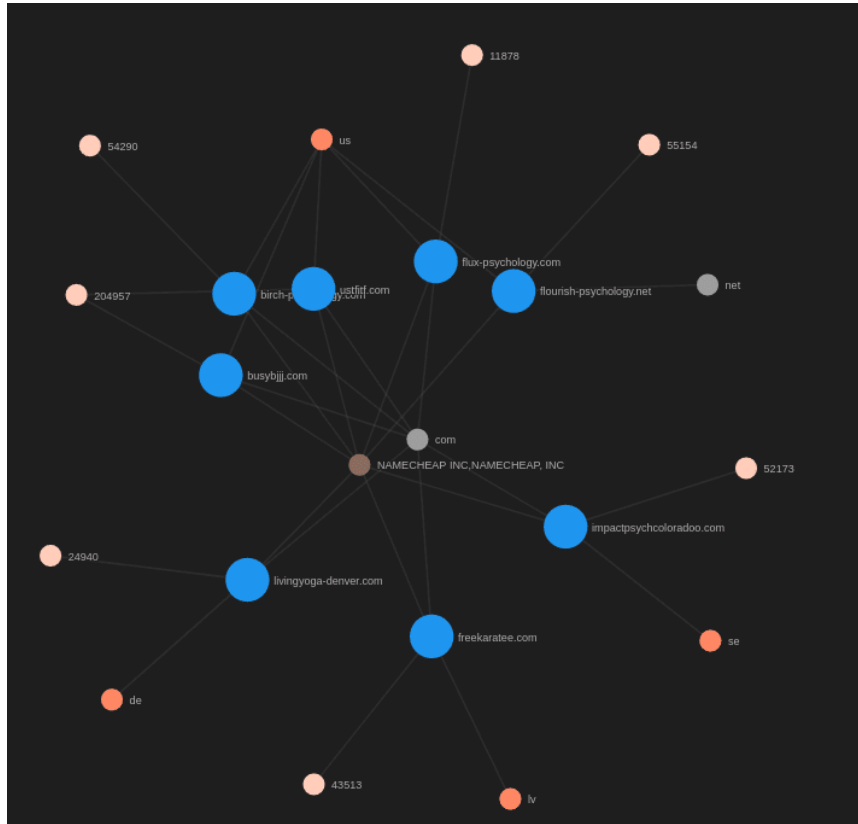 11878
us
54290
55154
flux-psychology.com
net
ustfitf.com
flourish-psychology.net
204957
busybjjj.com
com
NAMECHEAP INC,NAMECHEAP, INC
52173
impactpsychcoloradoo.com
24940
livingyoga-denver.com
freekaratee.com
se
de
43513
lv